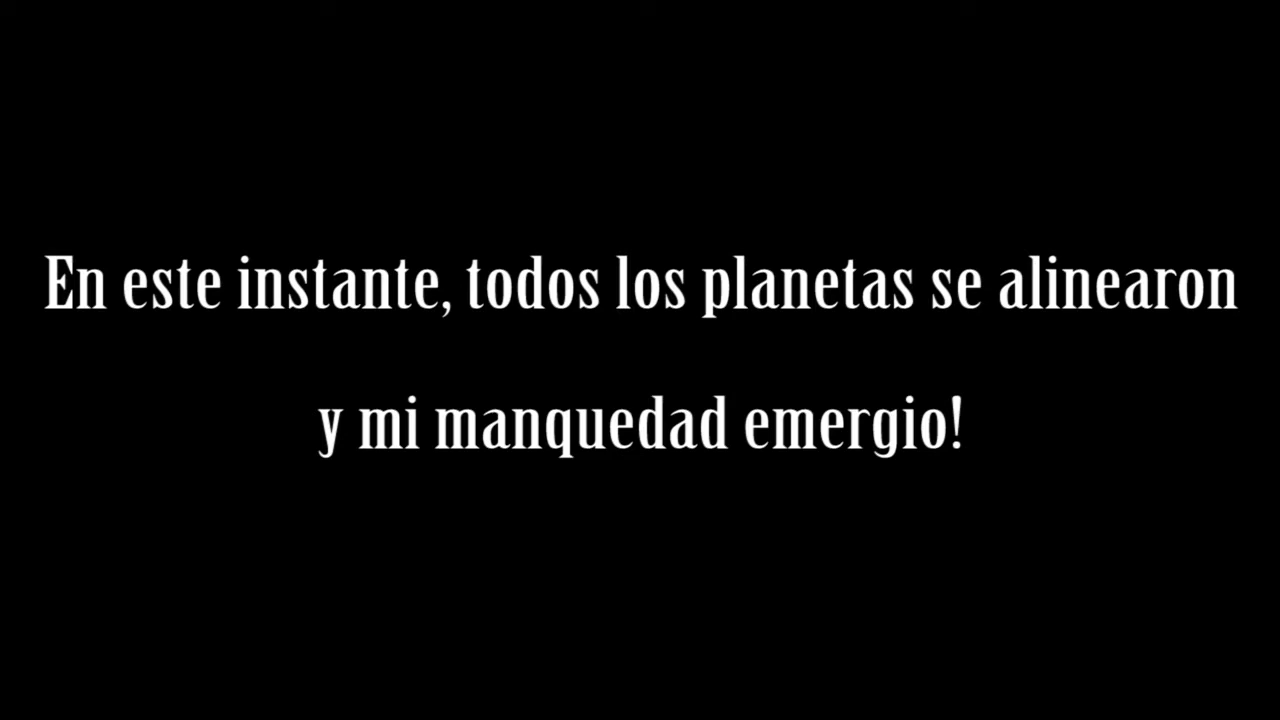 En este instante, todos los planetas se alinearon
y mi manquedad emergio!